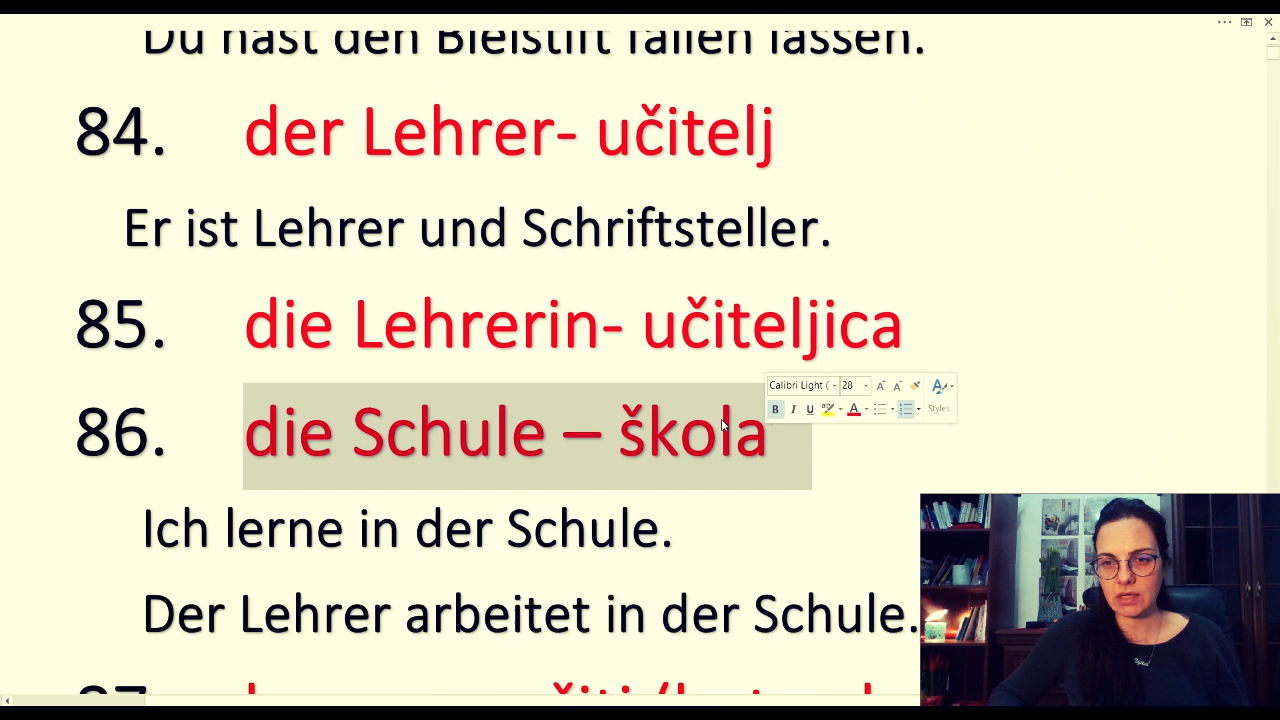 Du hast den Bleistift fallen lassen.
84. der Lehrer- učitelj
Er ist Lehrer und Schriftsteller.
85. die Lehrerin- učiteljica
86. die Schule – škola
Calibri Light ( 28
B I U Styles
Ich lerne in der Schule.
Der Lehrer arbeitet in der Schule.
87.